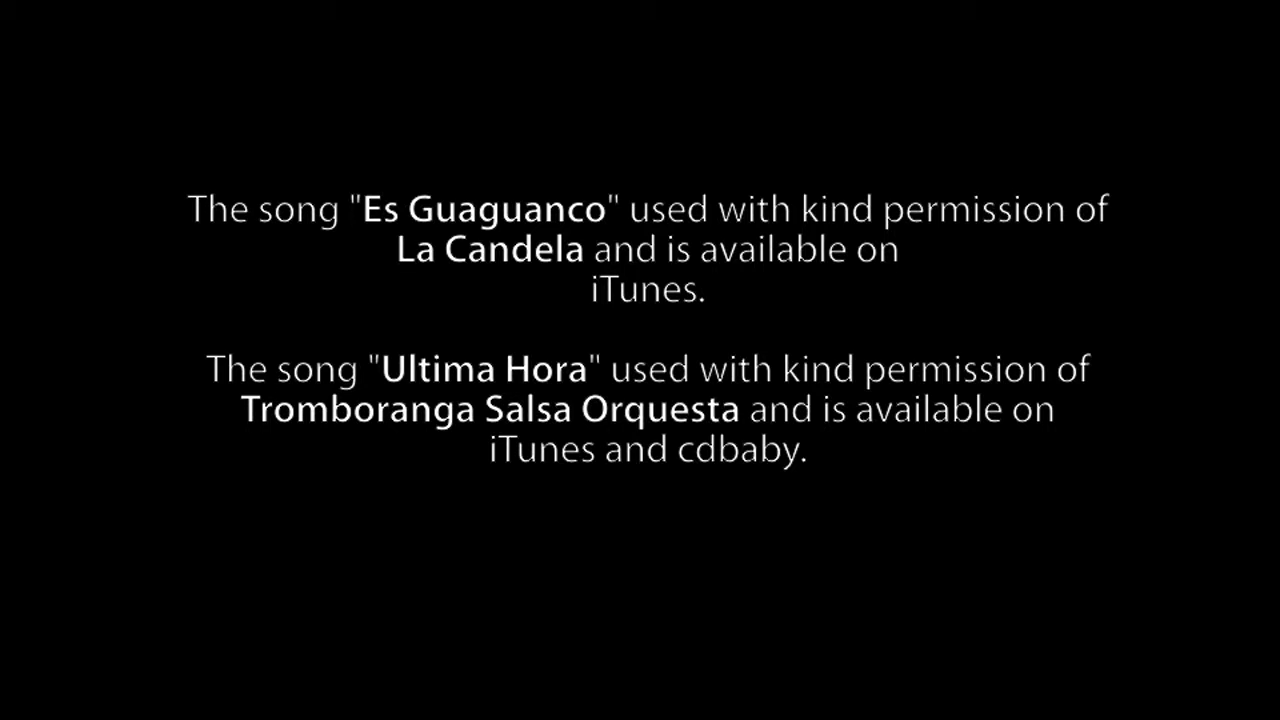 The song "Es Guaguanco" used with kind permission of
La Candela and is available on
iTunes.
The song "Ultima Hora" used with kind permission of
Tromboranga Salsa Orquesta and is available on
iTunes and cdbaby.